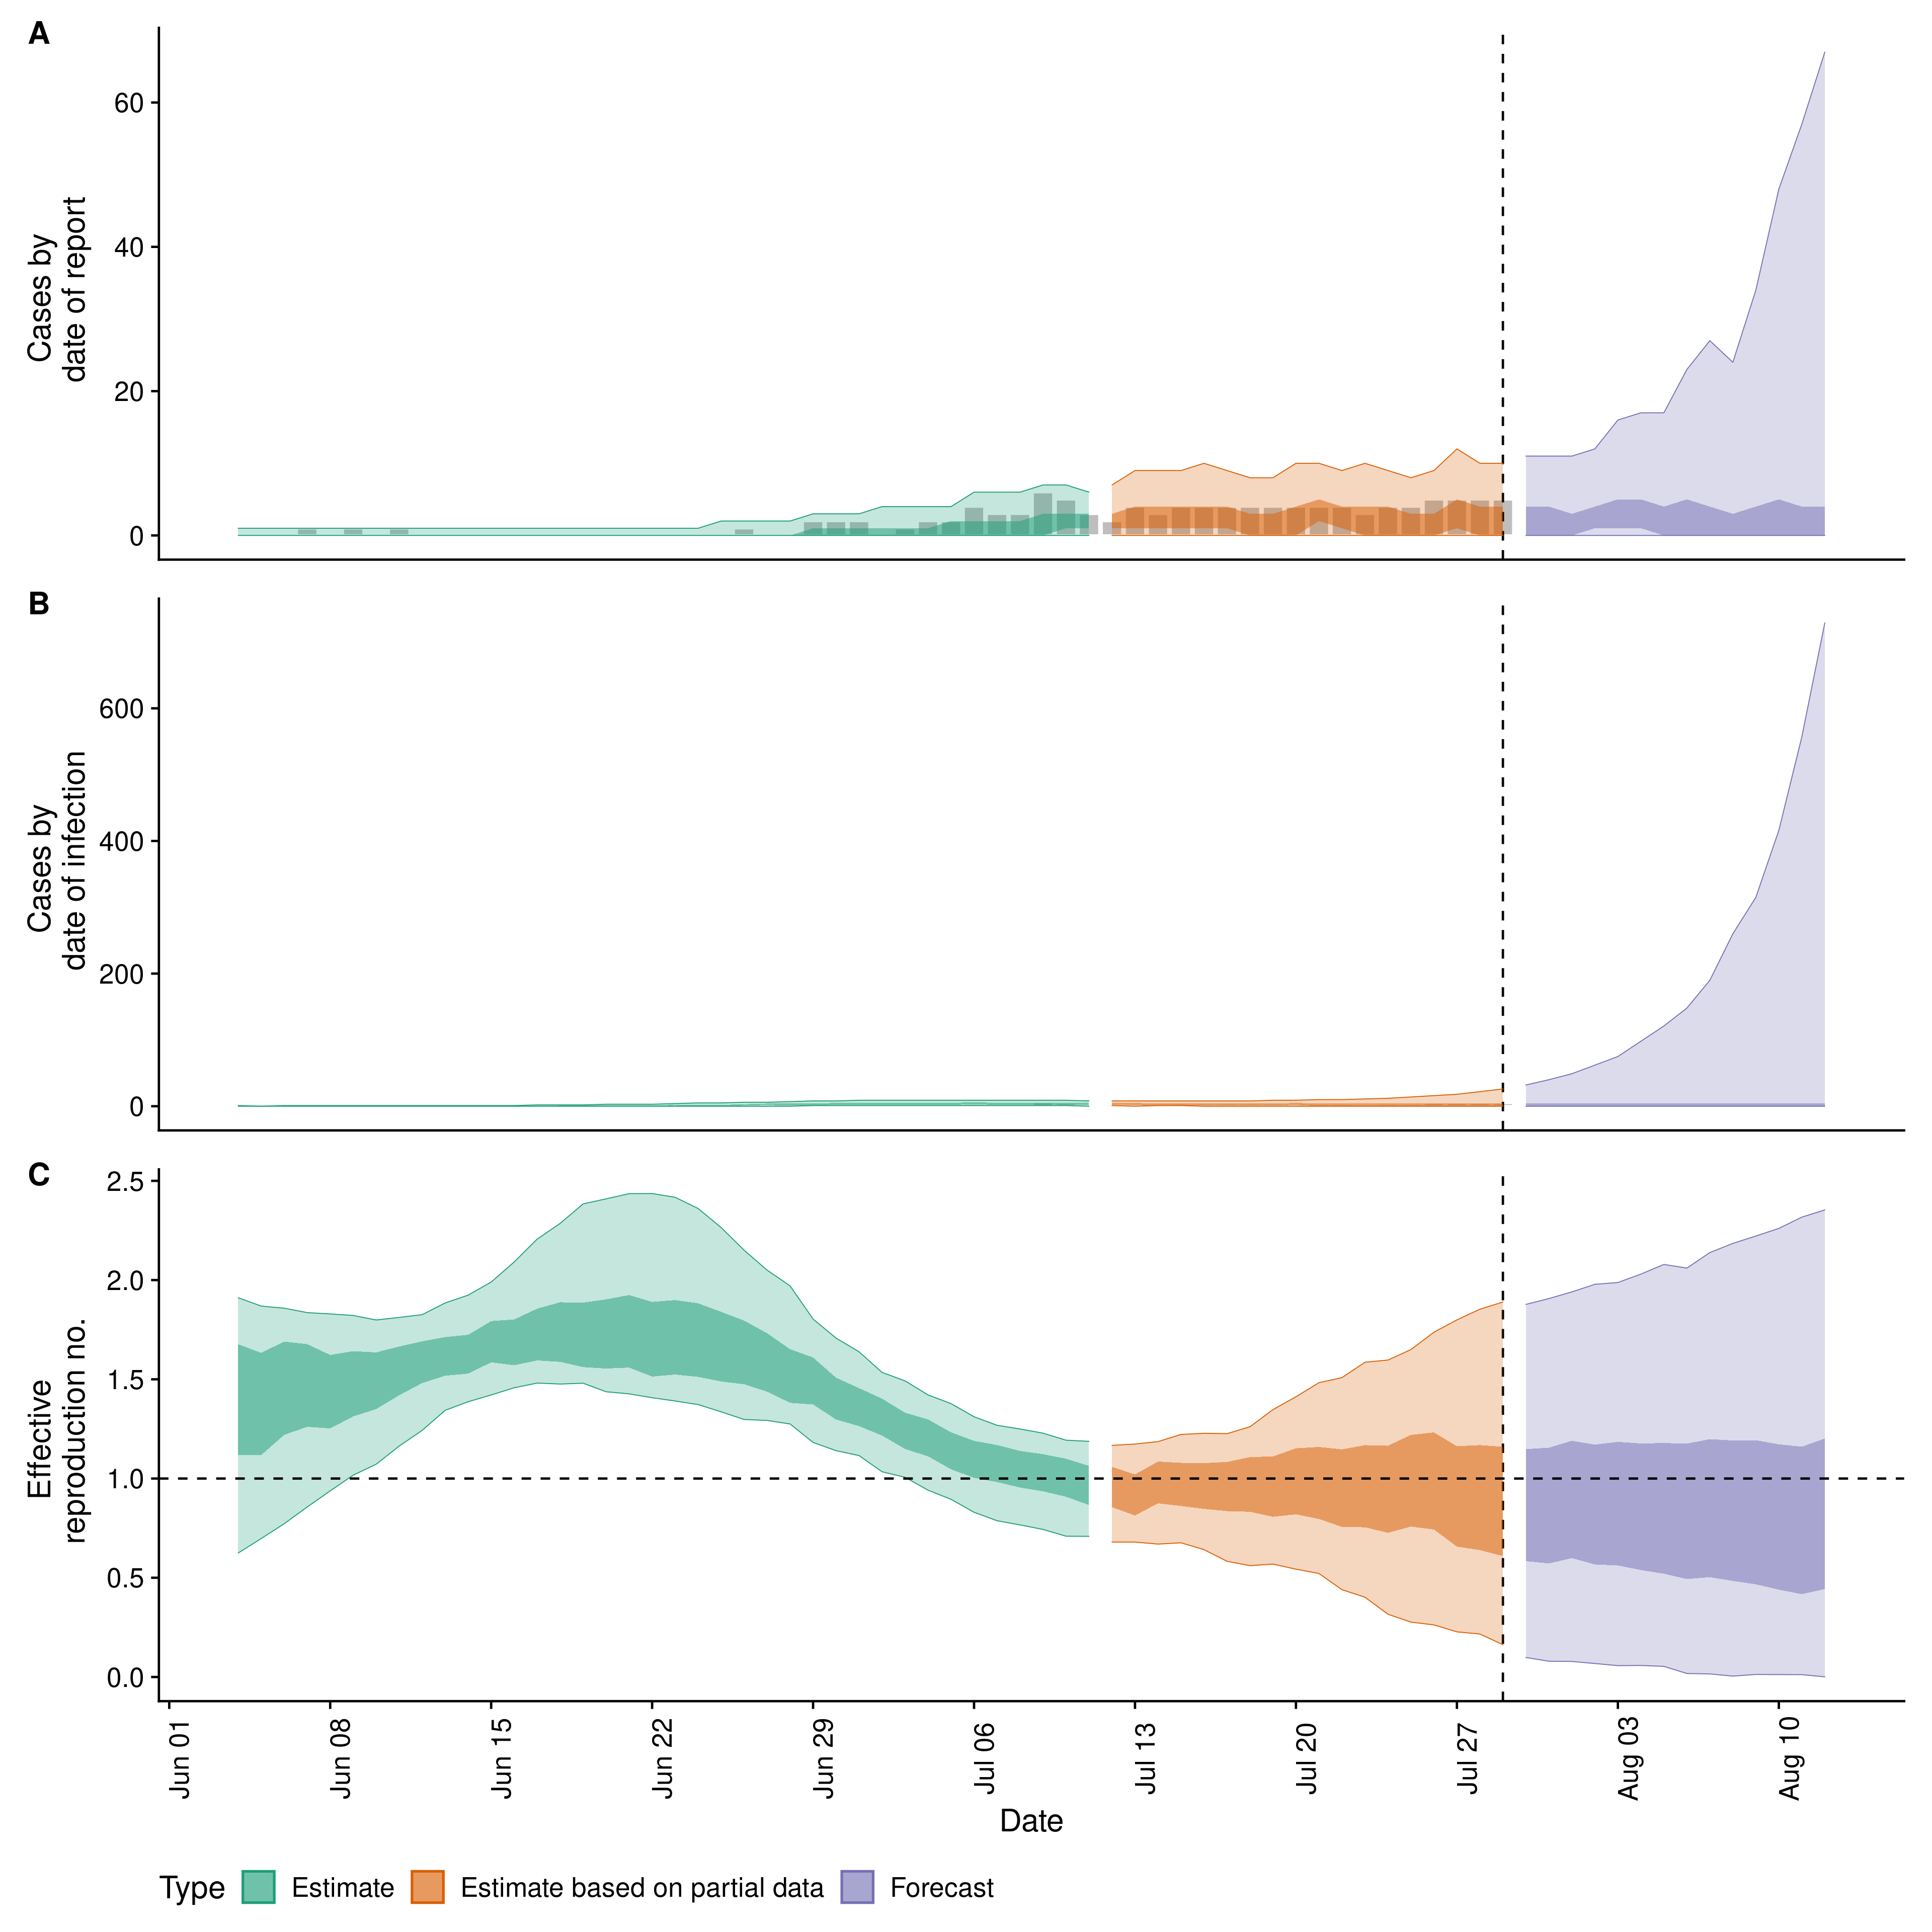 A
Cases by
date of report
60
40
20
0
B
Cases by
date of infection
600
400
200
0
C
Effective
reproduction no.
2.5
2.0
1.5
1.0
0.5
0.0
Jun 01
Jun 08
Jun 15
Jun 22
Jun 29
Jul 06
Jul 13
Jul 20
Jul 27
Aug 03
Aug 10
Date
Type Estimate Estimate based on partial data Forecast